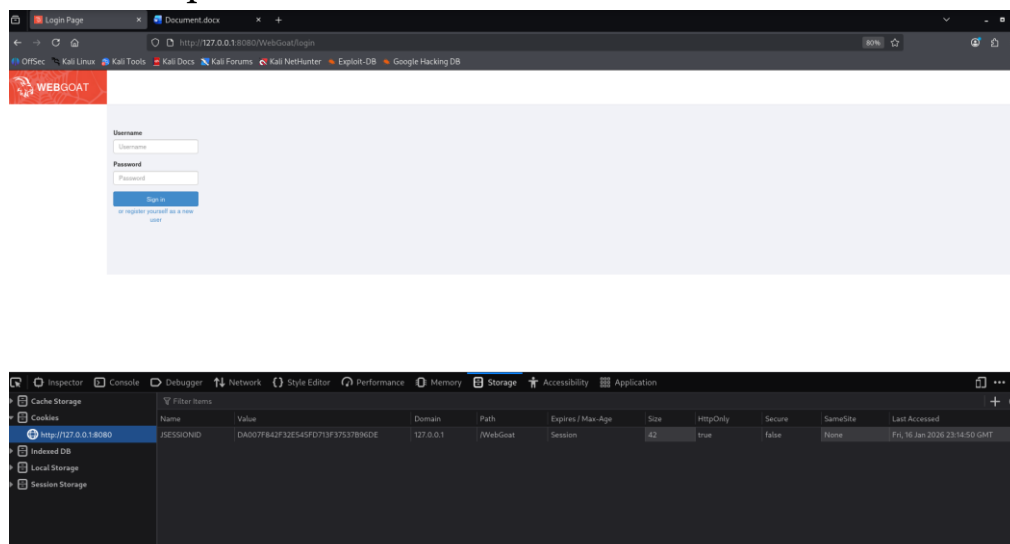 Login Page
Document.docx
http://127.0.0.1:8080/WebGoat/login
80%
OffSec Kali Linux Kali Tools Kali Docs Kali Forums Kali NetHunter Exploit-DB Google Hacking DB
WEBGOAT
Username
Username
Password
Password
Sign in
or register yourself as a new
user
Inspector Console Debugger Network Style Editor Performance Memory Storage Accessibility Application
Cache Storage
Filter Items
Cookies
Name Value Domain Path Expires / Max-Age Size HttpOnly Secure SameSite Last Accessed
http://127.0.0.1:8080
JSESSIONID DA007F842F32E545FD713F37537B96DE 127.0.0.1 /WebGoat Session 42 true false None Fri, 16 Jan 2026 23:14:50 GMT
Indexed DB
Local Storage
Session Storage